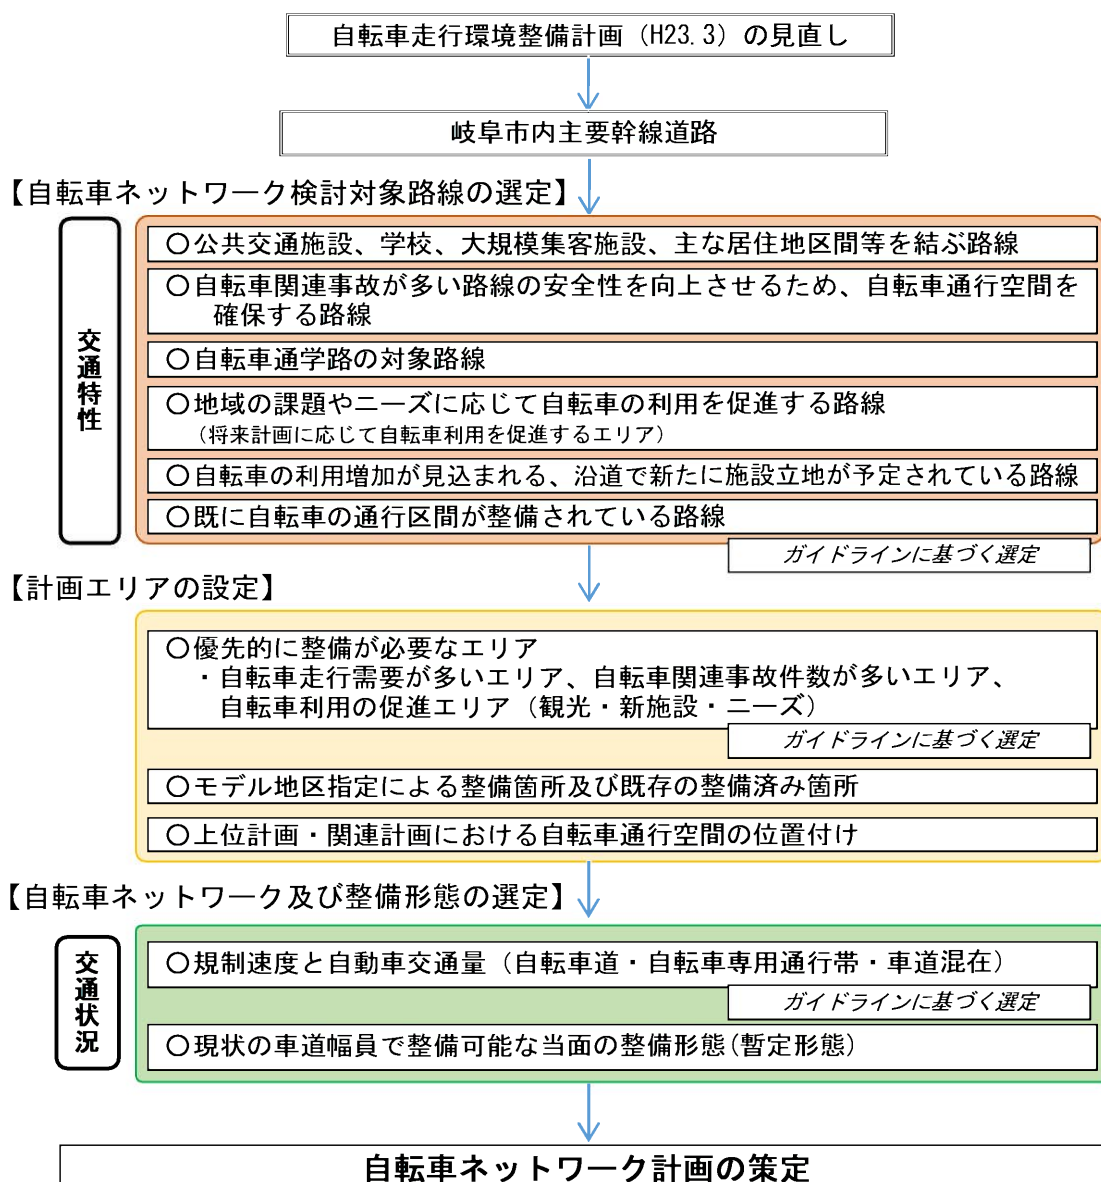 自転車走行環境整備計画（H23.3）の見直し
岐阜市内主要幹線道路
【自転車ネットワーク検討対象路線の選定】
交通特性
〇公共交通施設、学校、大規模集客施設、主な居住地区間等を結ぶ路線
〇自転車関連事故が多い路線の安全性を向上させるため、自転車通行空間を
確保する路線
〇自転車通学路の対象路線
〇地域の課題やニーズに応じて自転車の利用を促進する路線
（将来計画に応じて自転車利用を促進するエリア）
〇自転車の利用増加が見込まれる、沿道で新たに施設立地が予定されている路線
〇既に自転車の通行区間が整備されている路線
ガイドラインに基づく選定
【計画エリアの設定】
〇優先的に整備が必要なエリア
・自転車走行需要が多いエリア、自転車関連事故件数が多いエリア、
自転車利用の促進エリア（観光・新施設・ニーズ）
ガイドラインに基づく選定
〇モデル地区指定による整備箇所及び既存の整備済み箇所
〇上位計画・関連計画における自転車通行空間の位置付け
【自転車ネットワーク及び整備形態の選定】
交通状況
〇規制速度と自動車交通量（自転車道・自転車専用通行帯・車道混在）
ガイドラインに基づく選定
〇現状の車道幅員で整備可能な当面の整備形態(暫定形態)
自転車ネットワーク計画の策定